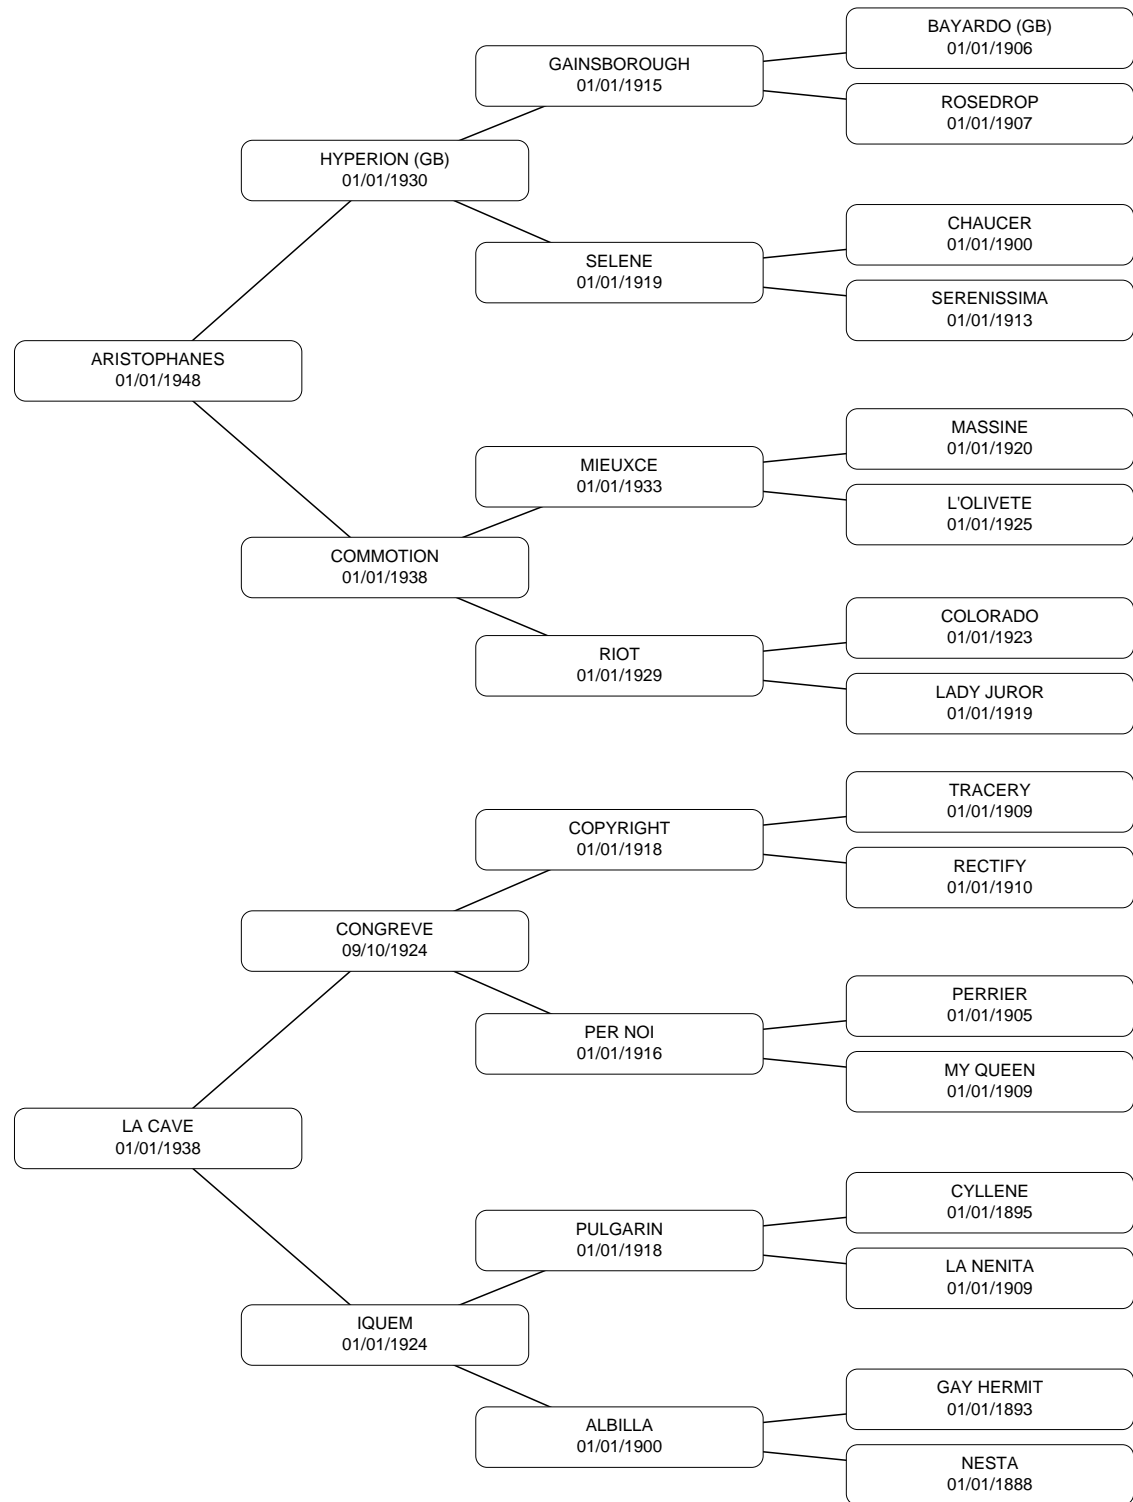 BAYARDO (GB)
01/01/1906
GAINSBOROUGH
01/01/1915
ROSEDROP
01/01/1907
HYPERION (GB)
01/01/1930
CHAUCER
01/01/1900
SELENE
01/01/1919
SERENISSIMA
01/01/1913
ARISTOPHANES
01/01/1948
MASSINE
01/01/1920
MIEUXCE
01/01/1933
L'OLIVETE
01/01/1925
COMMOTION
01/01/1938
COLORADO
01/01/1923
RIOT
01/01/1929
LADY JUROR
01/01/1919
TRACERY
01/01/1909
COPYRIGHT
01/01/1918
RECTIFY
01/01/1910
CONGREVE
09/10/1924
PERRIER
01/01/1905
PER NOI
01/01/1916
MY QUEEN
01/01/1909
LA CAVE
01/01/1938
CYLLENE
01/01/1895
PULGARIN
01/01/1918
LA NENITA
01/01/1909
IQUEM
01/01/1924
GAY HERMIT
01/01/1893
ALBILLA
01/01/1900
NESTA
01/01/1888